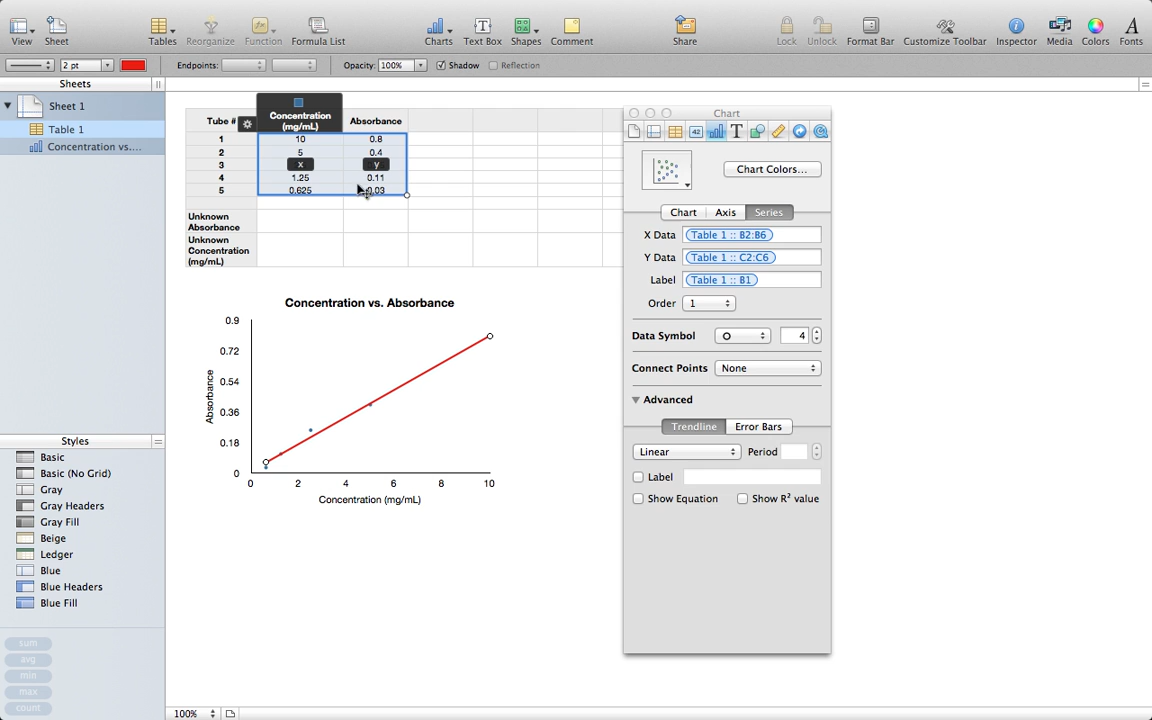 View Sheet Tables Reorganize Function Formula List Charts Text Box Shapes Comment Share Lock Unlock Format Bar Customize Toolbar Inspector Media Colors Fonts
2 pt Endpoints: Opacity: 100% Shadow Reflection
Sheets
Sheet 1
Table 1
Concentration vs....
Styles
Basic
Basic (No Grid)
Gray
Gray Headers
Gray Fill
Beige
Ledger
Blue
Blue Headers
Blue Fill
sum
avg
min
max
count
Tube # Concentration (mg/mL) Absorbance
1 10 0.8
2 5 0.4
3 x y
4 1.25 0.11
5 0.625 0.03
Unknown
Absorbance
Unknown
Concentration
(mg/mL)
Concentration vs. Absorbance
0.9
0.72
0.54
0.36
0.18
0
Absorbance
0 2 4 6 8 10
Concentration (mg/mL)
Chart
42 T
Chart Colors...
Chart Axis Series
X Data Table 1 :: B2:B6
Y Data Table 1 :: C2:C6
Label Table 1 :: B1
Order 1
Data Symbol 4
Connect Points None
Advanced
Trendline Error Bars
Linear Period
Label
Show Equation Show R² value
100%